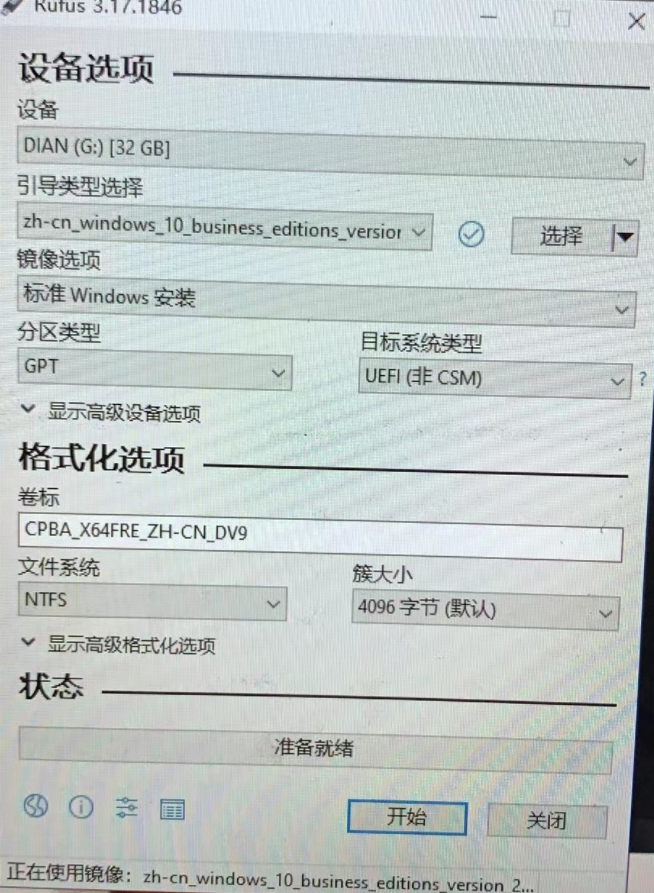 Rufus 3.17.1846
设备选项
设备
DIAN (G:) [32 GB]
引导类型选择
zh-cn_windows_10_business_editions_version
选择
镜像选项
标准 Windows 安装
分区类型
目标系统类型
GPT
UEFI (非 CSM)
?
显示高级设备选项
格式化选项
卷标
CPBA_X64FRE_ZH-CN_DV9
文件系统
簇大小
NTFS
4096 字节 (默认)
显示高级格式化选项
状态
准备就绪
开始
关闭
正在使用镜像：zh-cn_windows_10_business_editions_version 2...